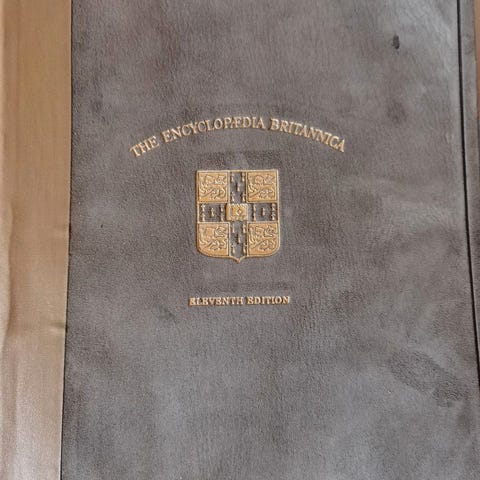 THE ENCYCLOPÆDIA BRITANNICA
ELEVENTH EDITION